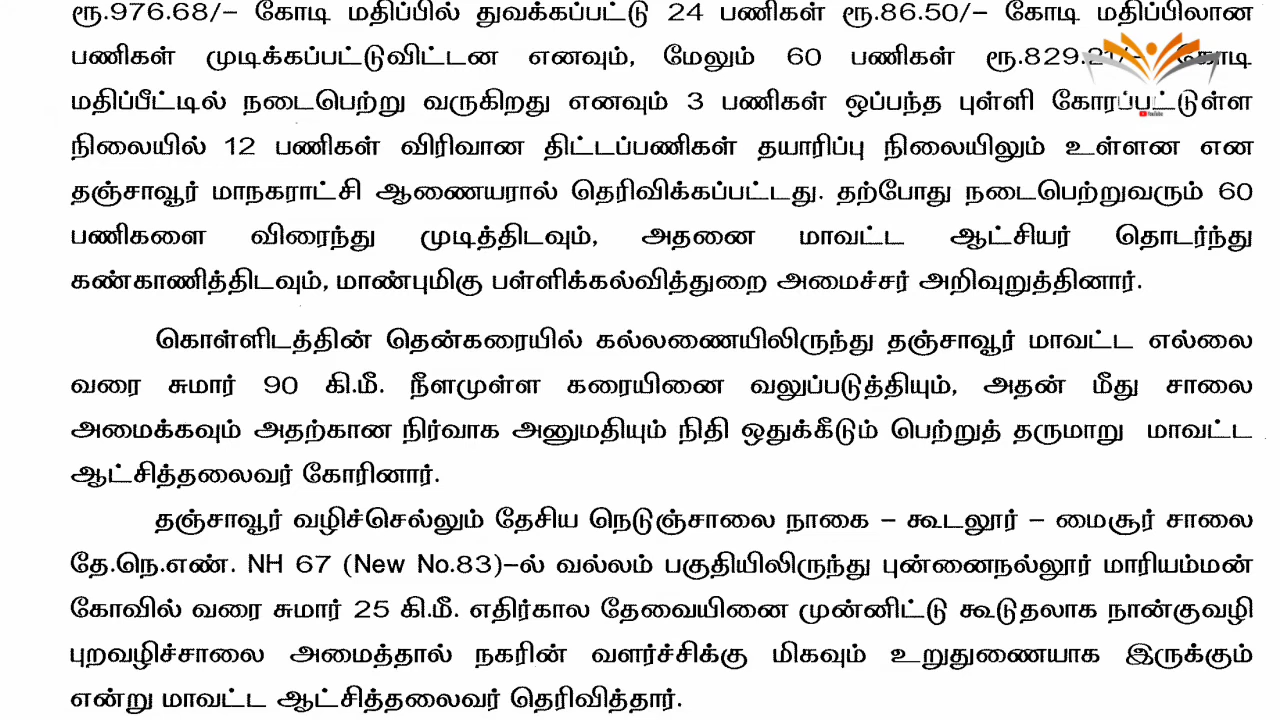 ரூ.976.68/– கோடி மதிப்பில் துவக்கப்பட்டு 24 பணிகள் ரூ.86.50/– கோடி மதிப்பிலான
பணிகள் முடிக்கப்பட்டுவிட்டன எனவும், மேலும் 60 பணிகள் கோடி
மதிப்பீட்டில் நடைபெற்று வருகிறது எனவும் 3 பணிகள் ஒப்பந்த புள்ளி கோரப்பட்டுள்ள
YouTube
நிலையில் 12 பணிகள் விரிவான திட்டப்பணிகள் தயாரிப்பு நிலையிலும் உள்ளன என
தஞ்சாவூர் மாநகராட்சி ஆணையரால் தெரிவிக்கப்பட்டது. தற்போது நடைபெற்றுவரும் 60
பணிகளை விரைந்து முடித்திடவும், அதனை மாவட்ட ஆட்சியர் தொடர்ந்து
கண்காணித்திடவும், மாண்புமிகு பள்ளிக்கல்வித்துறை அமைச்சர் அறிவுறுத்தினார்.
கொள்ளிடத்தின் தென்கரையில் கல்லணையிலிருந்து தஞ்சாவூர் மாவட்ட எல்லை
வரை சுமார் 90 கி.மீ. நீளமுள்ள கரையினை வலுப்படுத்தியும், அதன் மீது சாலை
அமைக்கவும் அதற்கான நிர்வாக அனுமதியும் நிதி ஒதுக்கீடும் பெற்றுத் தருமாறு மாவட்ட
ஆட்சித்தலைவர் கோரினார்.
தஞ்சாவூர் வழிச்செல்லும் தேசிய நெடுஞ்சாலை நாகை – கூடலூர் – மைசூர் சாலை
தே.நெ.எண். NH 67 (New No.83)–ல் வல்லம் பகுதியிலிருந்து புன்னைநல்லூர் மாரியம்மன்
கோவில் வரை சுமார் 25 கி.மீ. எதிர்கால தேவையினை முன்னிட்டு கூடுதலாக நான்குவழி
புறவழிச்சாலை அமைத்தால் நகரின் வளர்ச்சிக்கு மிகவும் உறுதுணையாக இருக்கும்
என்று மாவட்ட ஆட்சித்தலைவர் தெரிவித்தார்.